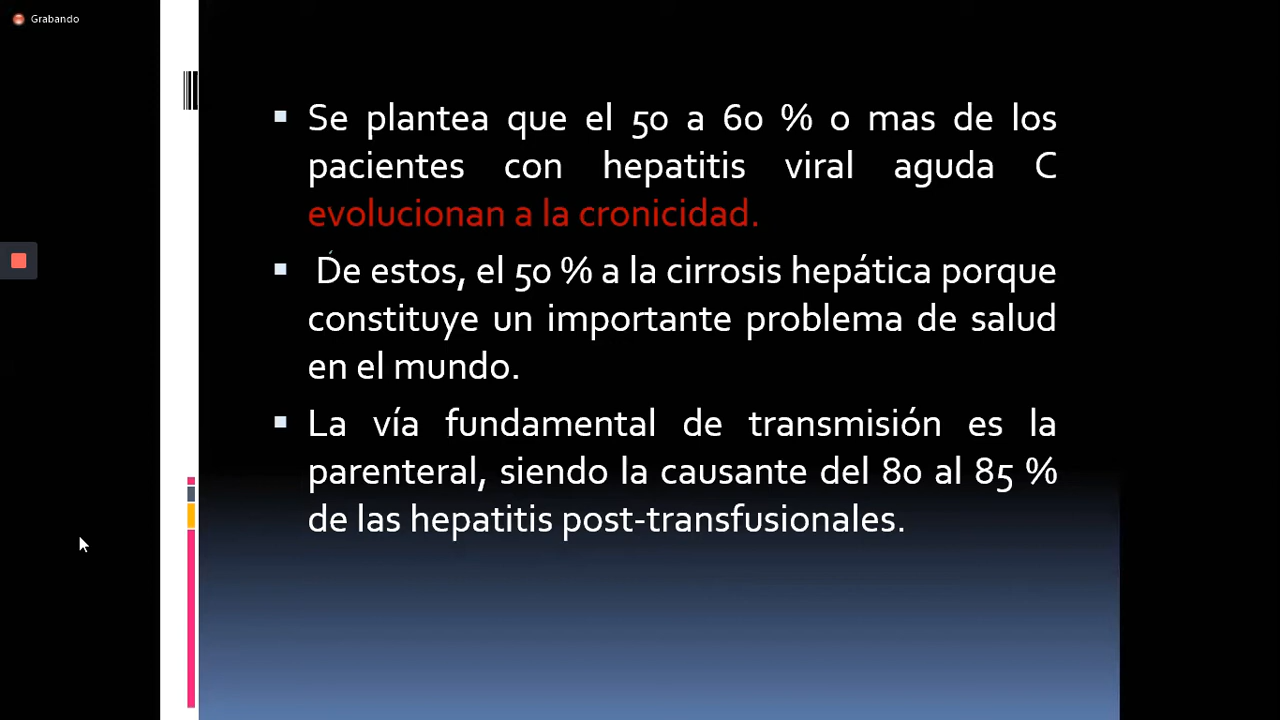 Grabando
Se plantea que el 50 a 60 % o mas de los
pacientes con hepatitis viral aguda C
evolucionan a la cronicidad.
De estos, el 50 % a la cirrosis hepática porque
constituye un importante problema de salud
en el mundo.
La vía fundamental de transmisión es la
parenteral, siendo la causante del 80 al 85 %
de las hepatitis post-transfusionales.